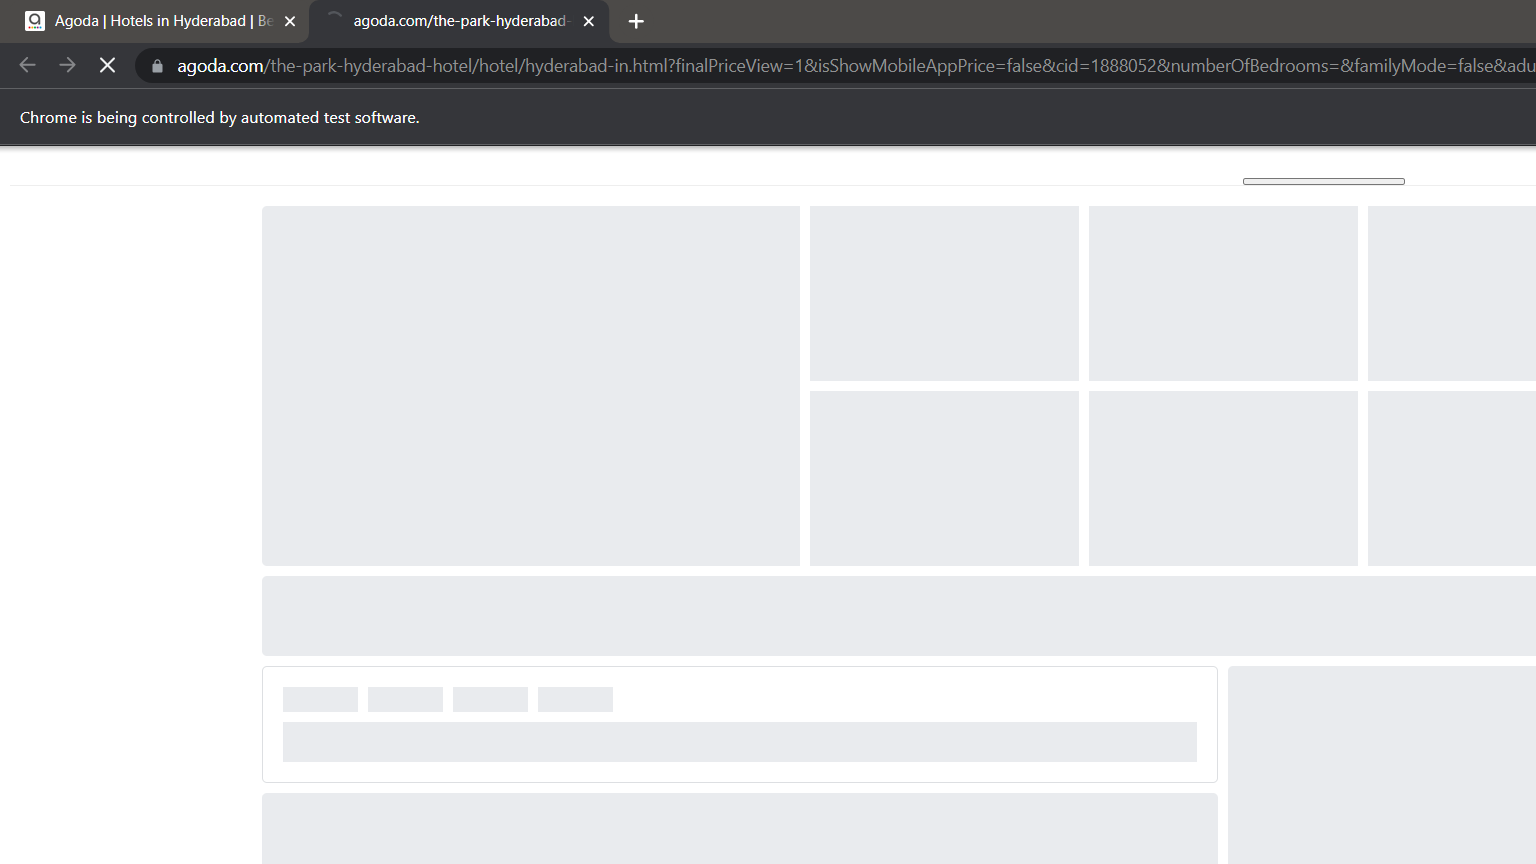 Agoda | Hotels in Hyderabad | Be
agoda.com/the-park-hyderabad-
agoda.com/the-park-hyderabad-hotel/hotel/hyderabad-in.html?finalPriceView=1&isShowMobileAppPrice=false&cid=1888052&numberOfBedrooms=&familyMode=false&adu
Chrome is being controlled by automated test software.